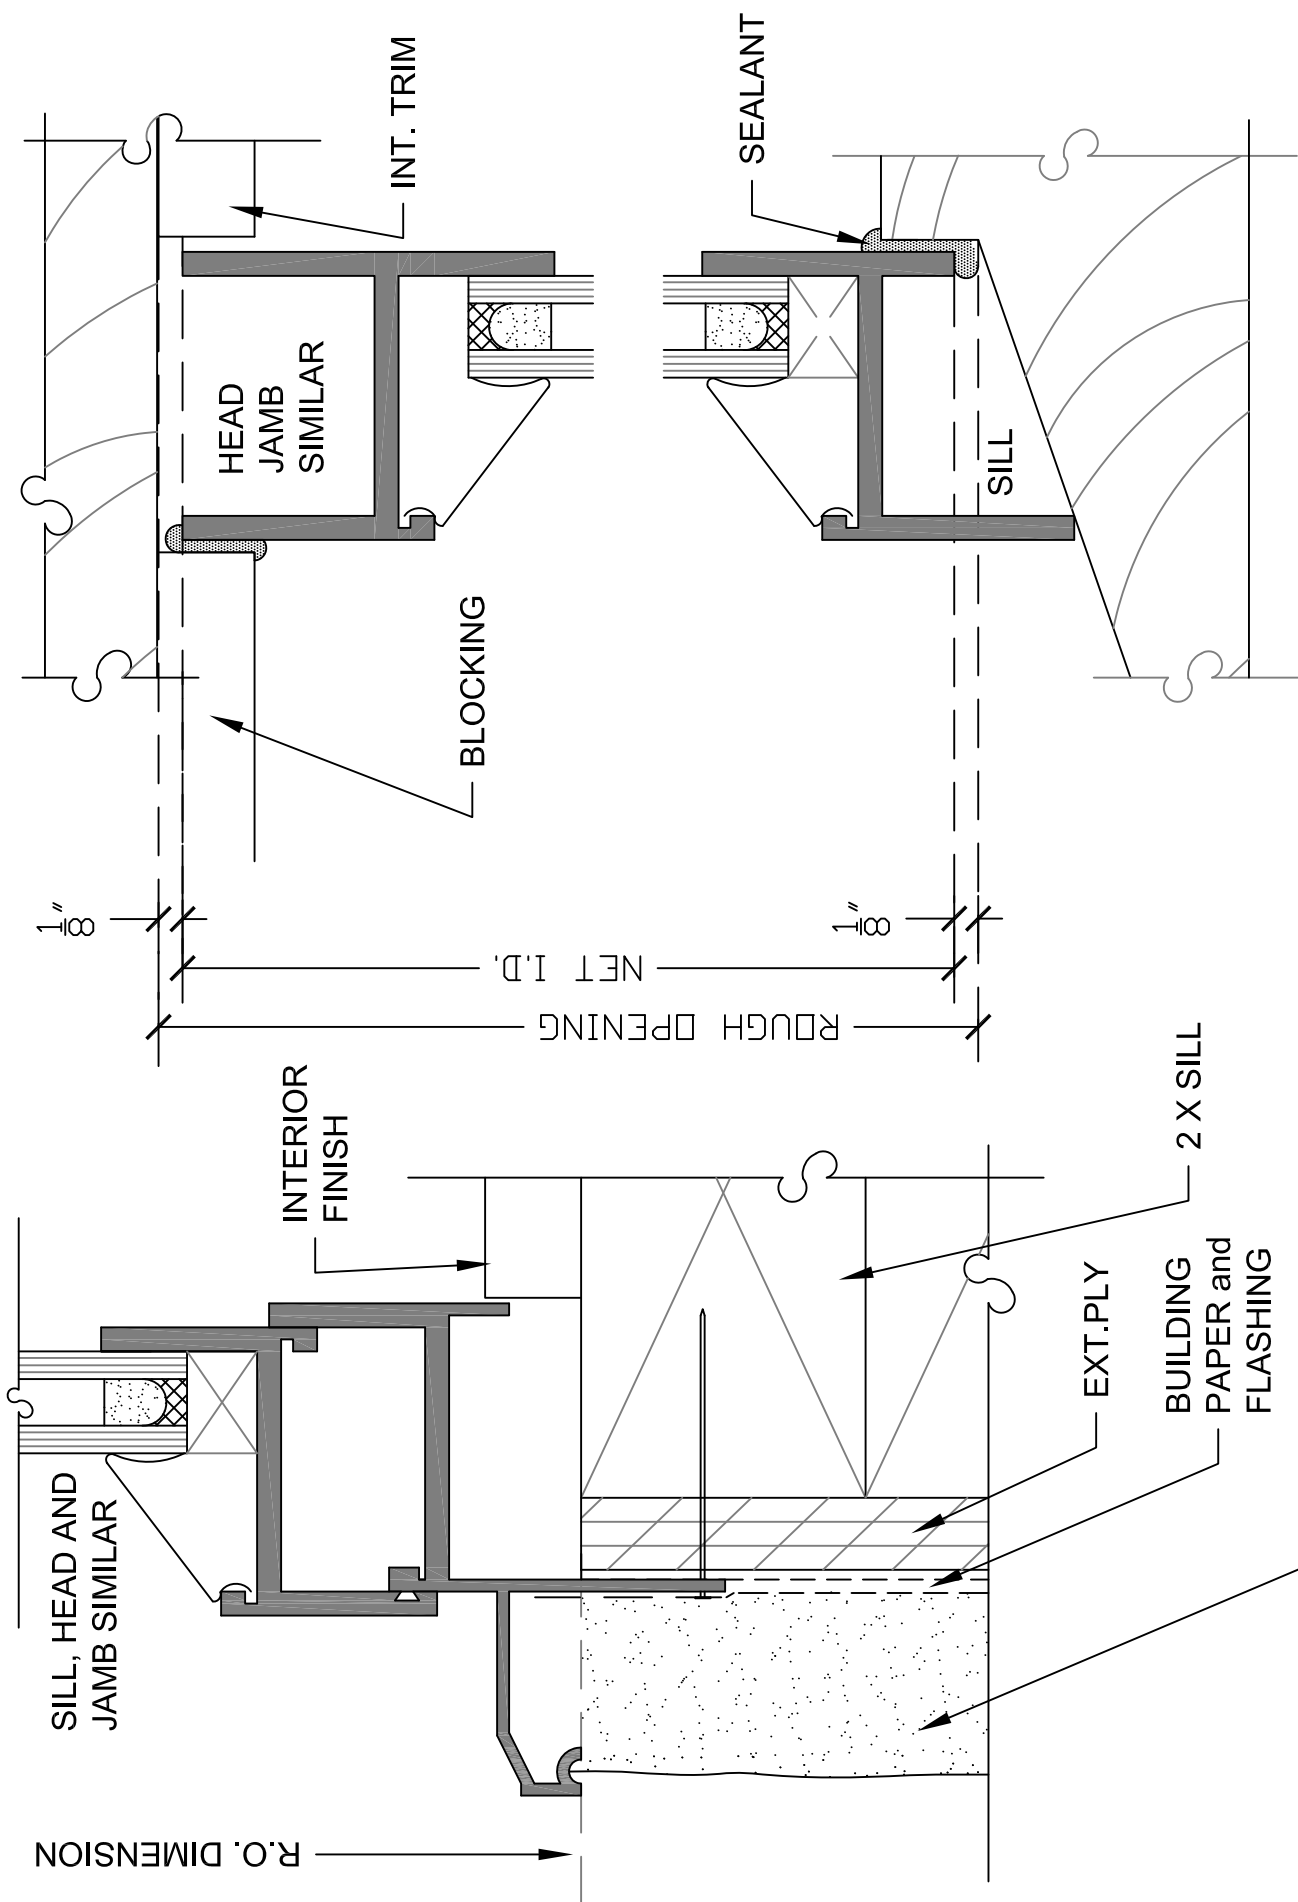 INT. TRIM
SEALANT
HEAD
JAMB
SIMILAR
SILL
BLOCKING
1/8"
1/8"
NET I.D.
ROUGH OPENING
INTERIOR
FINISH
2 X SILL
EXT.PLY
BUILDING
PAPER and
FLASHING
SILL, HEAD AND
JAMB SIMILAR
R.O. DIMENSION